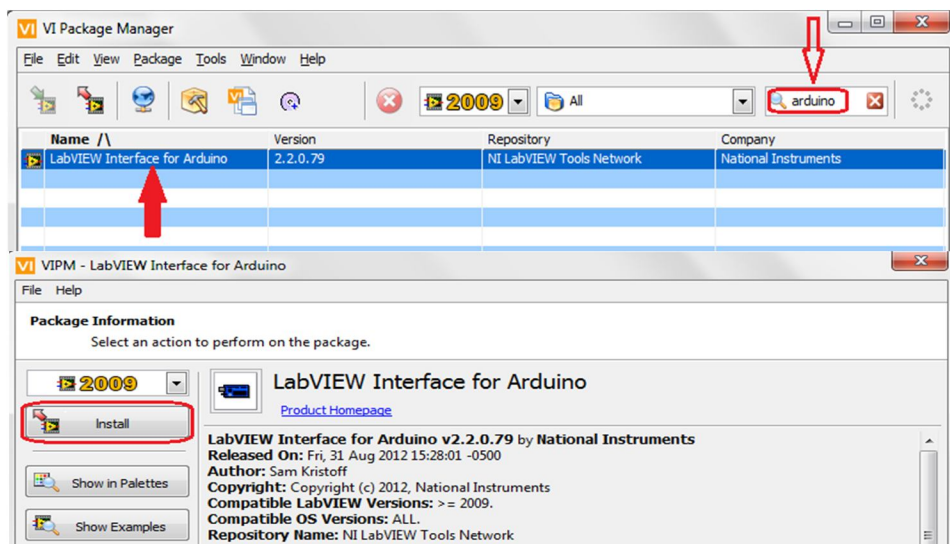 VI VI Package Manager
File Edit View Package Tools Window Help
2009 All arduino
Name /\ Version Repository Company
LabVIEW Interface for Arduino 2.2.0.79 NI LabVIEW Tools Network National Instruments
VI VIPM - LabVIEW Interface for Arduino
File Help
Package Information
Select an action to perform on the package.
2009
Install
Show in Palettes
Show Examples
LabVIEW Interface for Arduino
Product Homepage
LabVIEW Interface for Arduino v2.2.0.79 by National Instruments
Released On: Fri, 31 Aug 2012 15:28:01 -0500
Author: Sam Kristoff
Copyright: Copyright (c) 2012, National Instruments
Compatible LabVIEW Versions: >= 2009.
Compatible OS Versions: ALL.
Repository Name: NI LabVIEW Tools Network